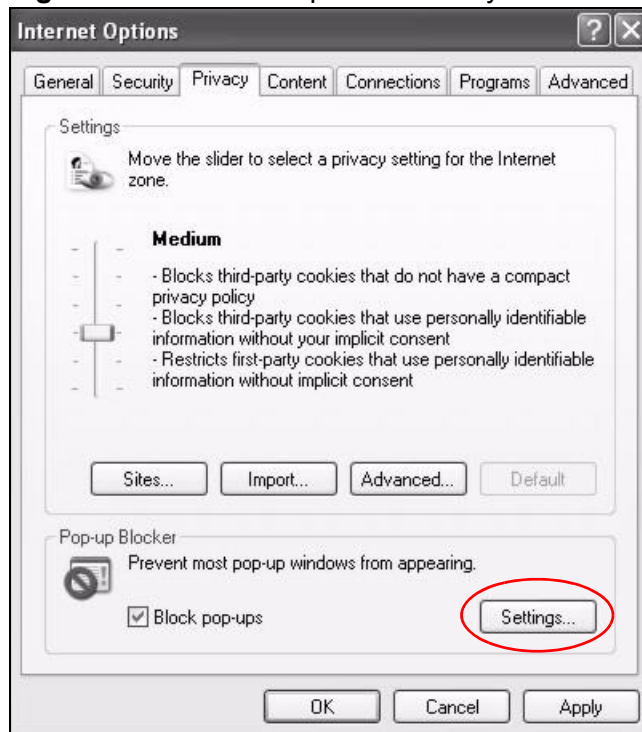 Internet Options
General Security Privacy Content Connections Programs Advanced
Settings
Move the slider to select a privacy setting for the Internet
zone.
Medium
- Blocks third-party cookies that do not have a compact
privacy policy
- Blocks third-party cookies that use personally identifiable
information without your implicit consent
- Restricts first-party cookies that use personally identifiable
information without implicit consent
Sites... Import... Advanced... Default
Pop-up Blocker
Prevent most pop-up windows from appearing.
Block pop-ups Settings...
OK Cancel Apply